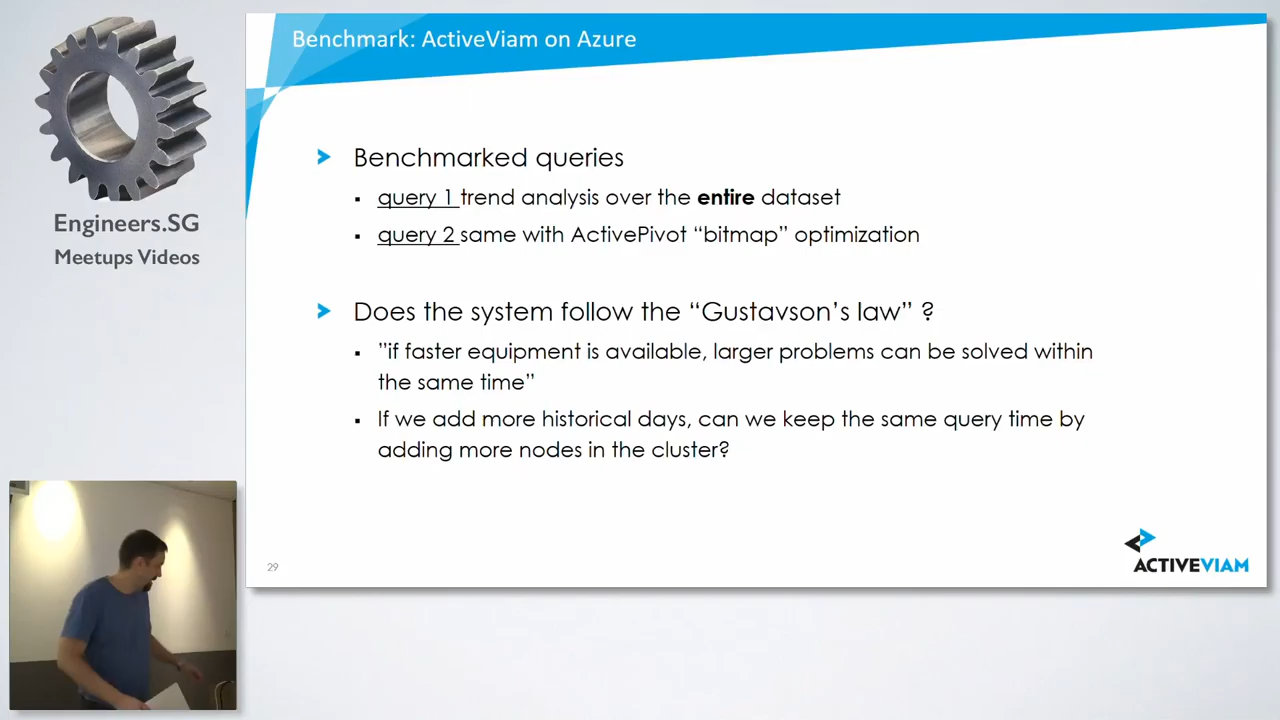 Benchmark: ActiveViam on Azure
Engineers.SG
Meetups Videos
Benchmarked queries
query 1 trend analysis over the entire dataset
query 2 same with ActivePivot “bitmap” optimization
Does the system follow the “Gustavson’s law” ?
”if faster equipment is available, larger problems can be solved within
the same time”
If we add more historical days, can we keep the same query time by
adding more nodes in the cluster?
29
ACTIVEVIAM